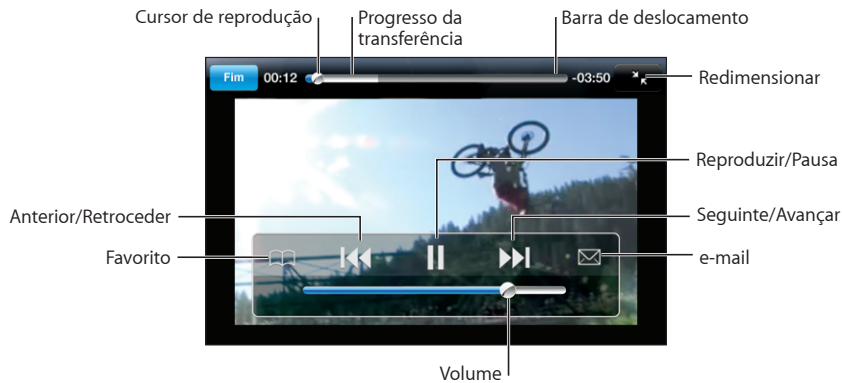 Cursor de reprodução
Progresso da
transferência
Barra de deslocamento
Fim
00:12
-03:50
Redimensionar
Reproduzir/Pausa
Anterior/Retroceder
Seguinte/Avançar
Favorito
e-mail
Volume